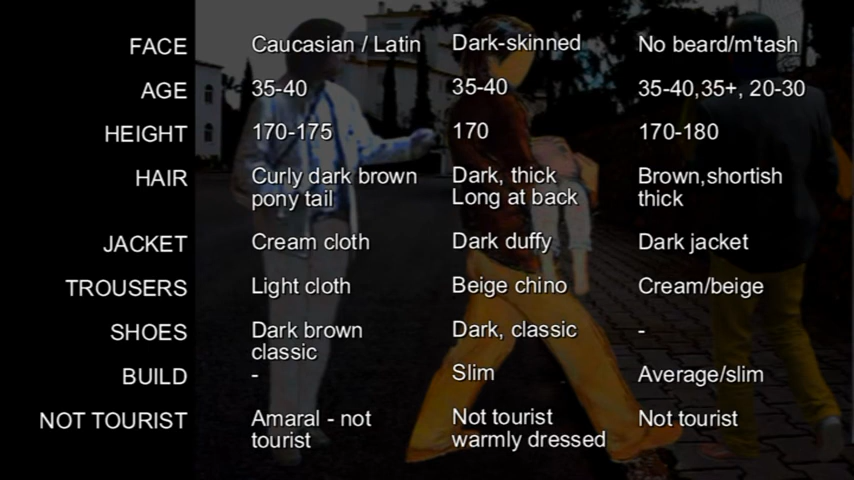 FACE Caucasian / Latin Dark-skinned No beard/m'tash
AGE 35-40 35-40 35-40,35+, 20-30
HEIGHT 170-175 170 170-180
HAIR Curly dark brown Dark, thick Brown,shortish
pony tail Long at back thick
JACKET Cream cloth Dark duffy Dark jacket
TROUSERS Light cloth Beige chino Cream/beige
SHOES Dark brown Dark, classic -
classic
BUILD - Slim Average/slim
NOT TOURIST Amaral - not Not tourist Not tourist
tourist warmly dressed